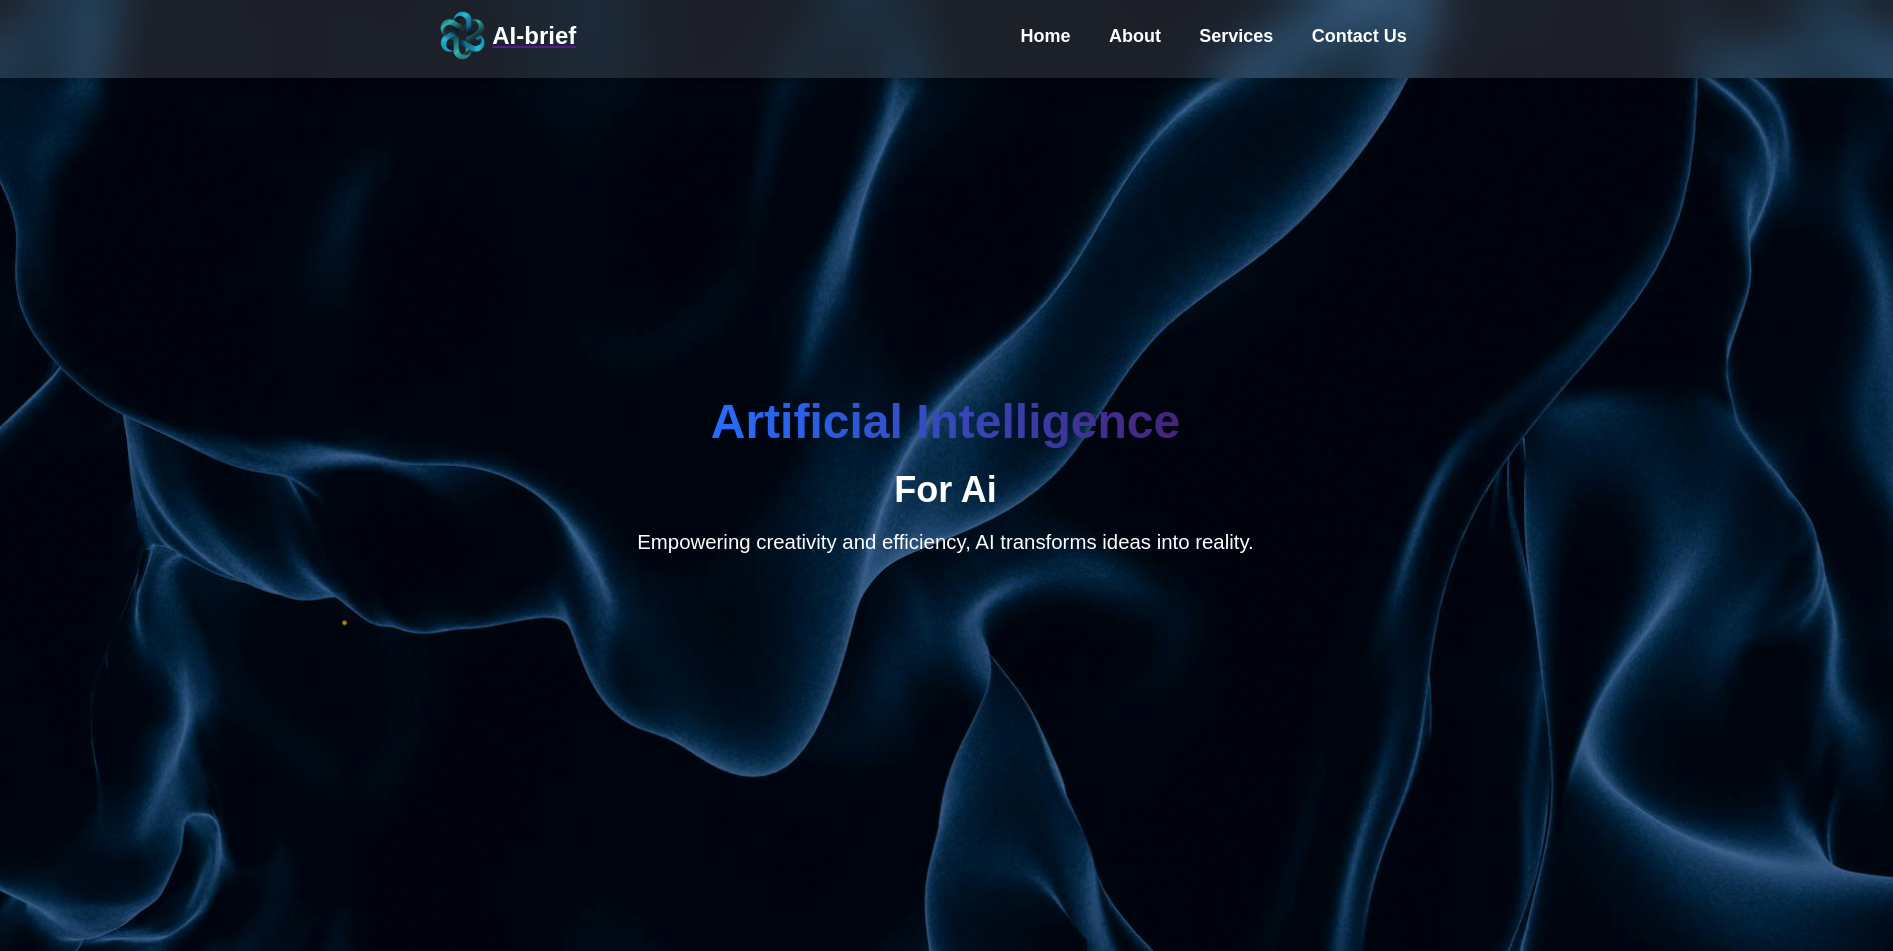 AI-brief
Home About Services Contact Us
Artificial Intelligence
For Ai
Empowering creativity and efficiency, AI transforms ideas into reality.